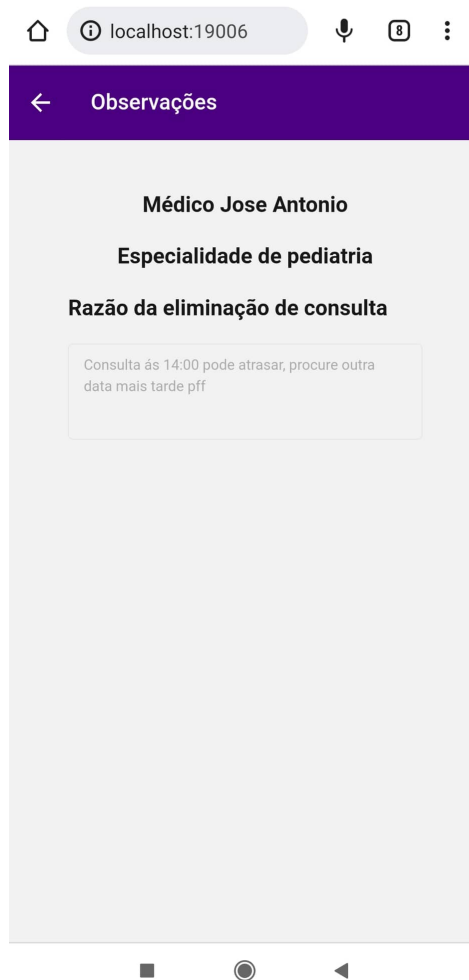 localhost:19006
8
Observações
Médico Jose Antonio
Especialidade de pediatria
Razão da eliminação de consulta
Consulta ás 14:00 pode atrasar, procure outra
data mais tarde pff